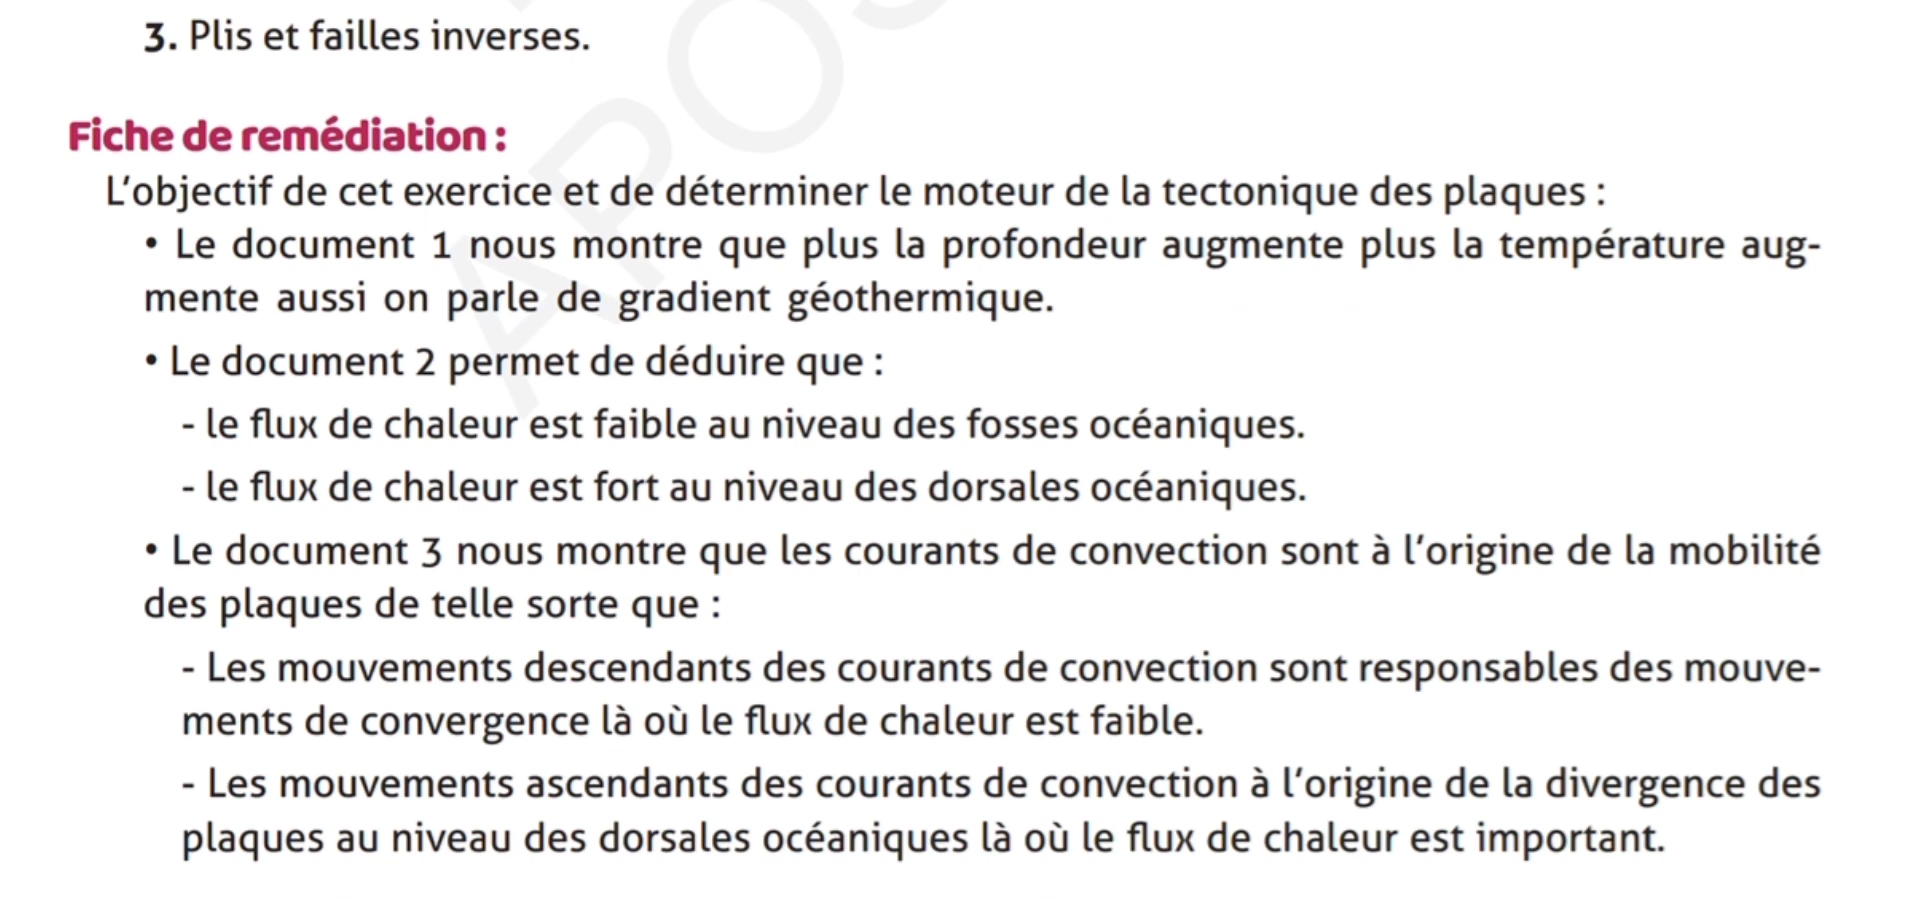 3. Plis et failles inverses.
Fiche de remédiation :
L'objectif de cet exercice et de déterminer le moteur de la tectonique des plaques :
• Le document 1 nous montre que plus la profondeur augmente plus la température aug-
mente aussi on parle de gradient géothermique.
• Le document 2 permet de déduire que :
- le flux de chaleur est faible au niveau des fosses océaniques.
- le flux de chaleur est fort au niveau des dorsales océaniques.
• Le document 3 nous montre que les courants de convection sont à l'origine de la mobilité
des plaques de telle sorte que :
- Les mouvements descendants des courants de convection sont responsables des mouve-
ments de convergence là où le flux de chaleur est faible.
- Les mouvements ascendants des courants de convection à l'origine de la divergence des
plaques au niveau des dorsales océaniques là où le flux de chaleur est important.
APOS